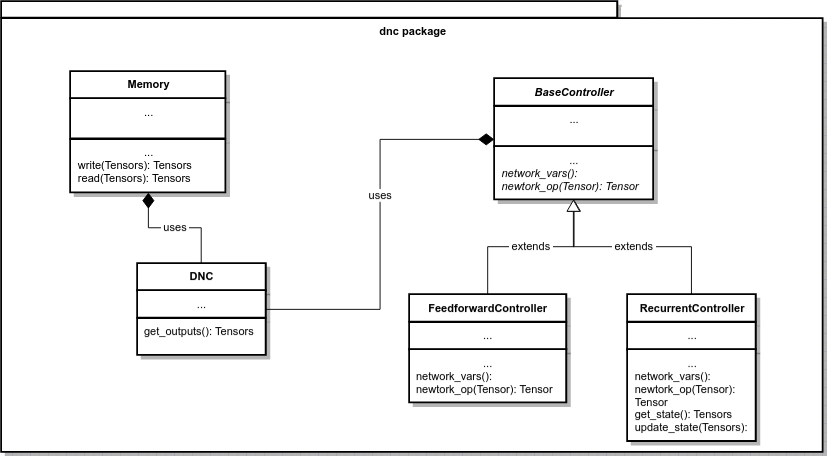 dnc package
Memory
...
...
write(Tensors): Tensors
read(Tensors): Tensors
BaseController
...
...
network_vars():
newtork_op(Tensor): Tensor
uses
uses
DNC
...
get_outputs(): Tensors
extends
extends
FeedforwardController
...
...
network_vars():
newtork_op(Tensor): Tensor
RecurrentController
...
...
network_vars():
newtork_op(Tensor):
Tensor
get_state(): Tensors
update_state(Tensors):